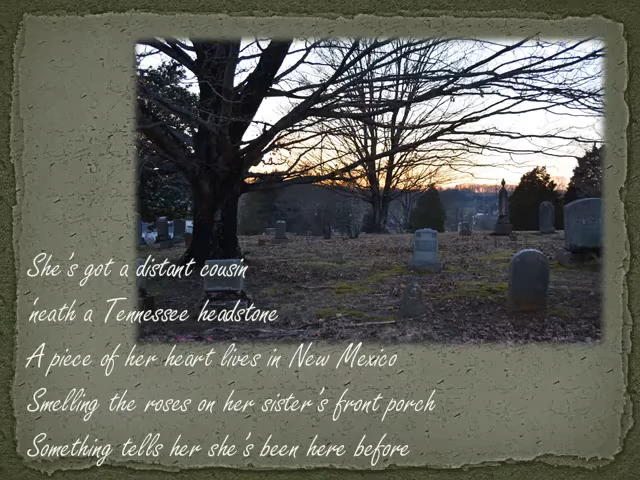 She's got a distant cousin
'neath a Tennessee headstone
A piece of her heart lives in New Mexico
Smelling the roses on her sister's front porch
Something tells her she's been here before